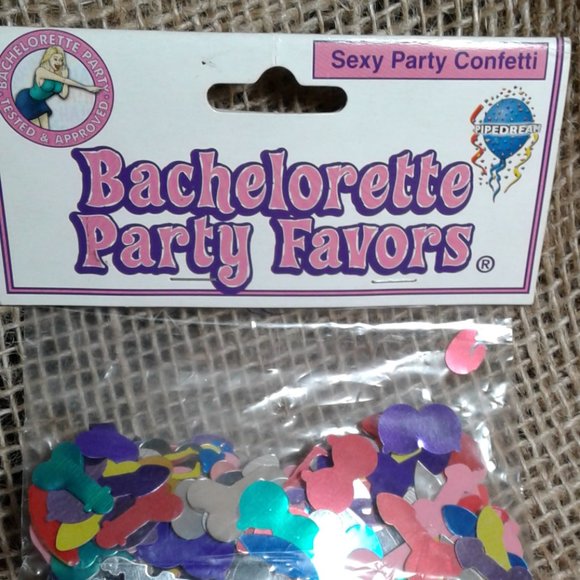 BACHELORETTE PARTY
TESTED & APPROVED
Sexy Party Confetti
PIPEDREAM
Bachelorette
Party Favors®